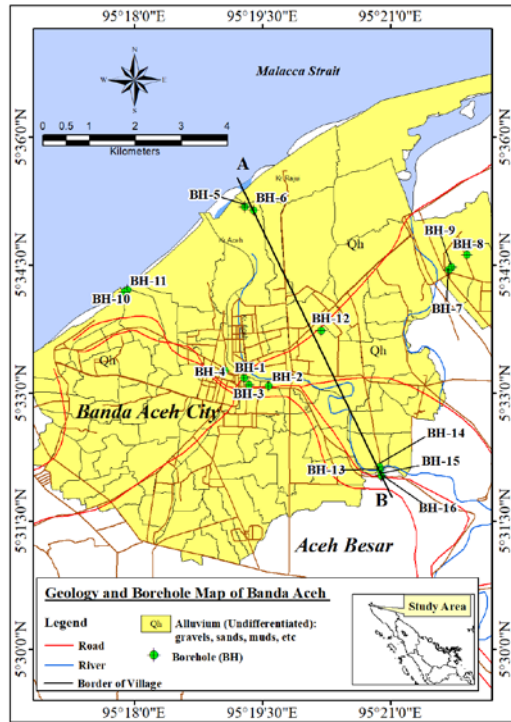 95°18'0"E 95°19'30"E 95°21'0"E
Malacca Strait
N
W E
S
5°36'0"N 5°36'0"N
0 0.5 1 2 3 4
Kilometers
A
Kr Raya
BH-5 BH-6
Kr Aceh
Qh
BH-9
BH-8
5°34'30"N 5°34'30"N
BH-11
BH-10
BH-7
BH-12
Qh Qh
BH-4 BH-1
BH-2
BH-3
5°33'0"N 5°33'0"N
Banda Aceh City
BH-14
BH-13 BH-15
B'
BH-16
5°31'30"N 5°31'30"N
Aceh Besar
Geology and Borehole Map of Banda Aceh
Legend
Road
River
Border of Village
Qh Alluvium (Undifferentiated):
gravels, sands, muds, etc
Borehole (BH)
Study Area
5°30'0"N 5°30'0"N
95°18'0"E 95°19'30"E 95°21'0"E